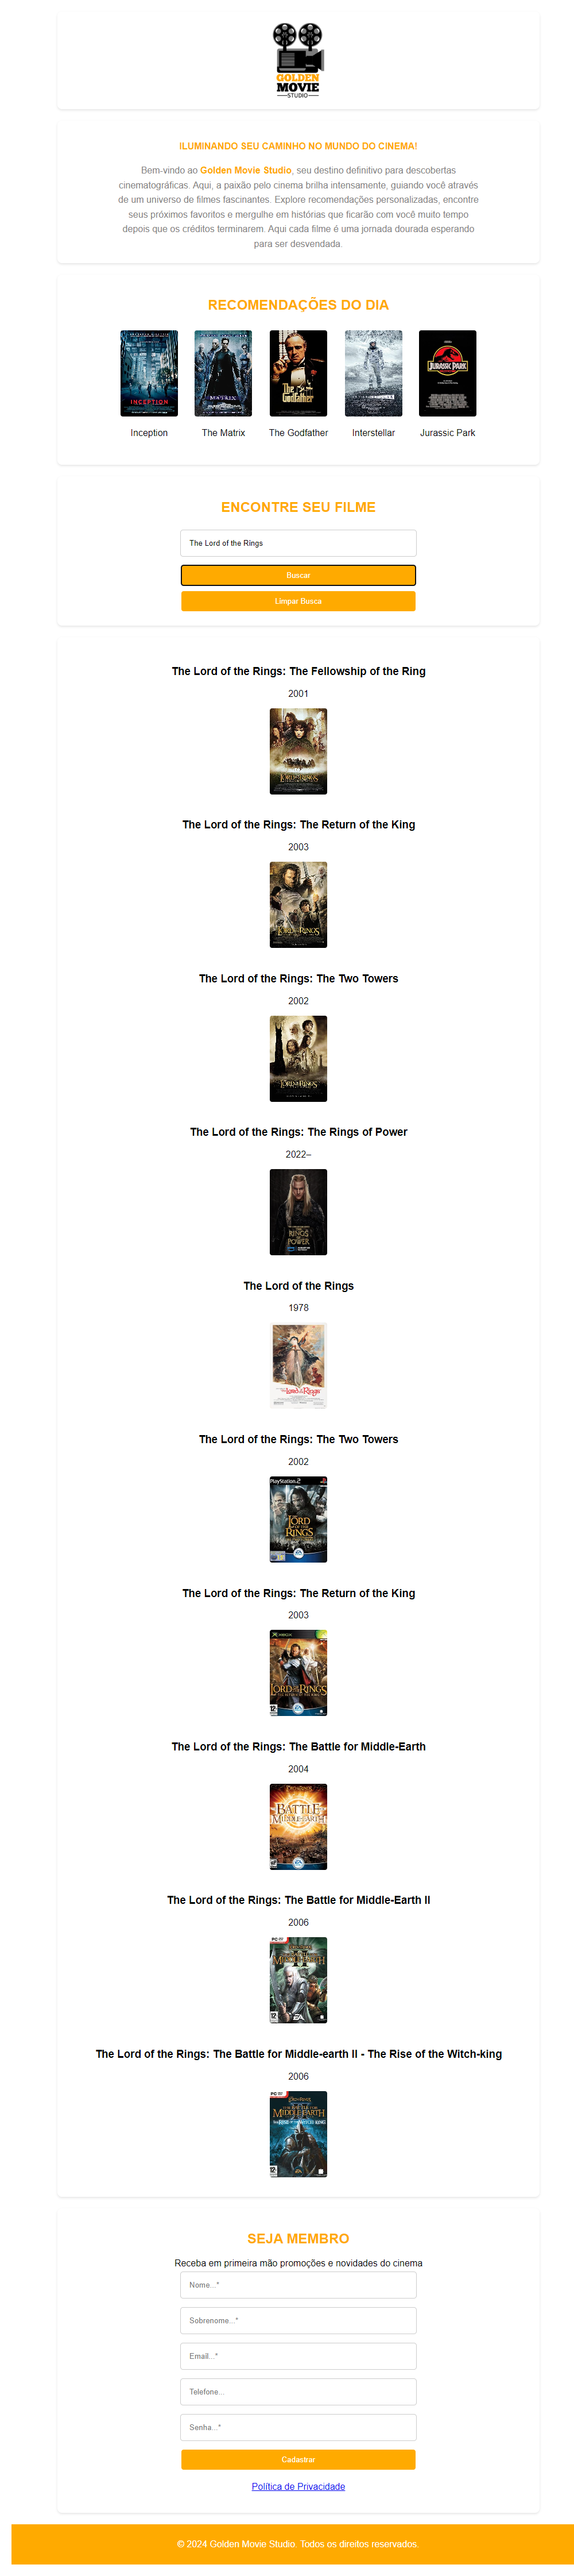 GOLDEN
MOVIE
STUDIO
ILUMINANDO SEU CAMINHO NO MUNDO DO CINEMA!
Bem-vindo ao Golden Movie Studio, seu destino definitivo para descobertas
cinematográficas. Aqui, a paixão pelo cinema brilha intensamente, guiando você através
de um universo de filmes fascinantes. Explore recomendações personalizadas, encontre
seus próximos favoritos e mergulhe em histórias que ficarão com você muito tempo
depois que os créditos terminarem. Aqui cada filme é uma jornada dourada esperando
para ser desvendada.
RECOMENDAÇÕES DO DIA
INCEPTION
MATRIX
The Godfather
JURASSIC PARK
Inception
The Matrix
The Godfather
Interstellar
Jurassic Park
ENCONTRE SEU FILME
The Lord of the Rings
Buscar
Limpar Busca
The Lord of the Rings: The Fellowship of the Ring
2001
The Lord of the Rings: The Return of the King
2003
The Lord of the Rings: The Two Towers
2002
The Lord of the Rings: The Rings of Power
2022–
The Lord of the Rings
1978
The Lord of the Rings: The Two Towers
2002
PlayStation 2
The Lord of the Rings: The Return of the King
2003
The Lord of the Rings: The Battle for Middle-Earth
2004
The Lord of the Rings: The Battle for Middle-Earth II
2006
The Lord of the Rings: The Battle for Middle-earth II - The Rise of the Witch-king
2006
SEJA MEMBRO
Receba em primeira mão promoções e novidades do cinema
Nome...*
Sobrenome...*
Email...*
Telefone...
Senha...*
Cadastrar
Política de Privacidade
© 2024 Golden Movie Studio. Todos os direitos reservados.